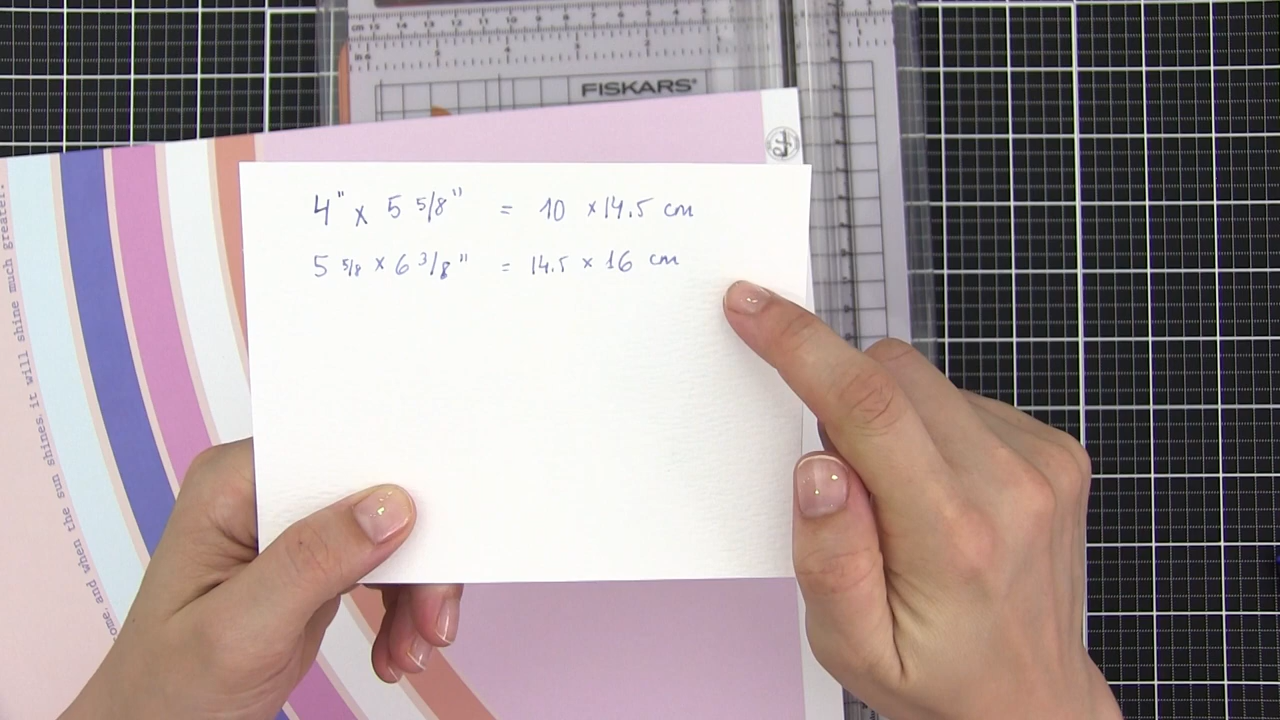 FISKARS
4" x 5 5/8" = 10 x 14.5 cm
5 5/8 x 6 3/8" = 14.5 x 16 cm
and when the sun shines, it will shine much greater.